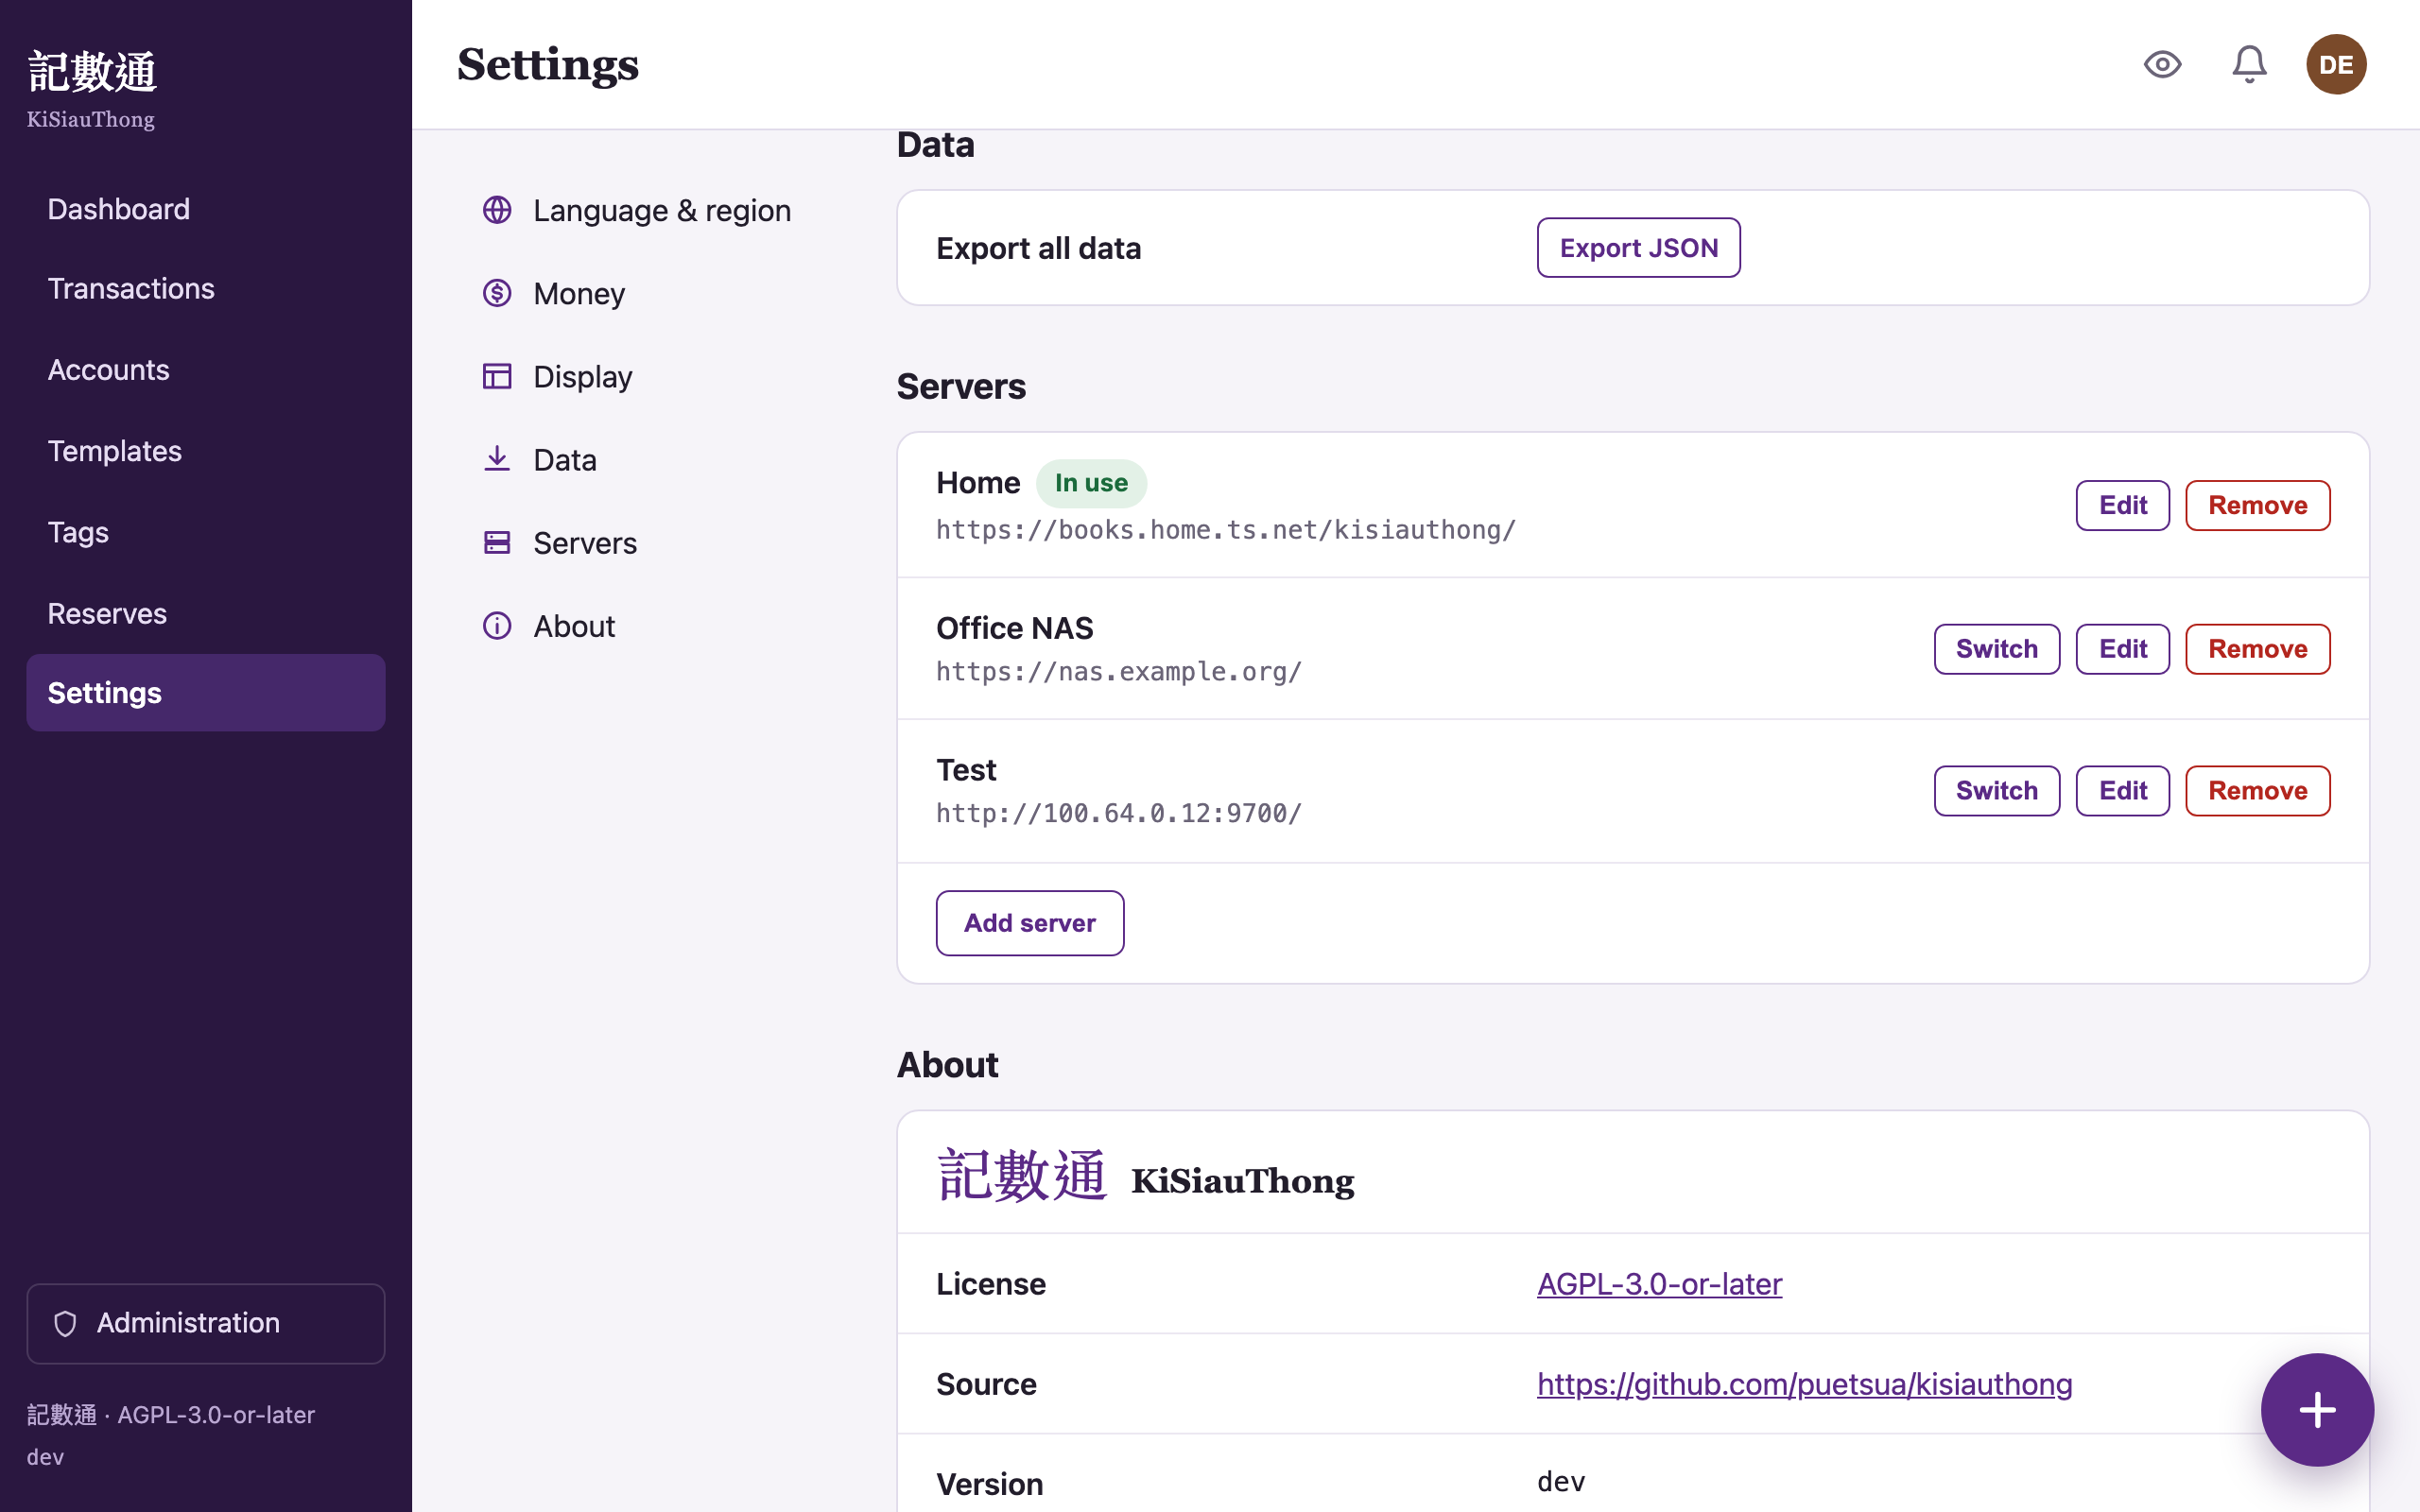 記數通
KiSiauThong
Dashboard
Transactions
Accounts
Templates
Tags
Reserves
Settings
Administration
記數通 · AGPL-3.0-or-later
dev
Settings
DE
Language & region
Money
Display
Data
Servers
About
Data
Export all data
Export JSON
Servers
Home In use
https://books.home.ts.net/kisiauthong/
Edit Remove
Office NAS
https://nas.example.org/
Switch Edit Remove
Test
http://100.64.0.12:9700/
Switch Edit Remove
Add server
About
記數通 KiSiauThong
License AGPL-3.0-or-later
Source https://github.com/puetsua/kisiauthong
Version dev